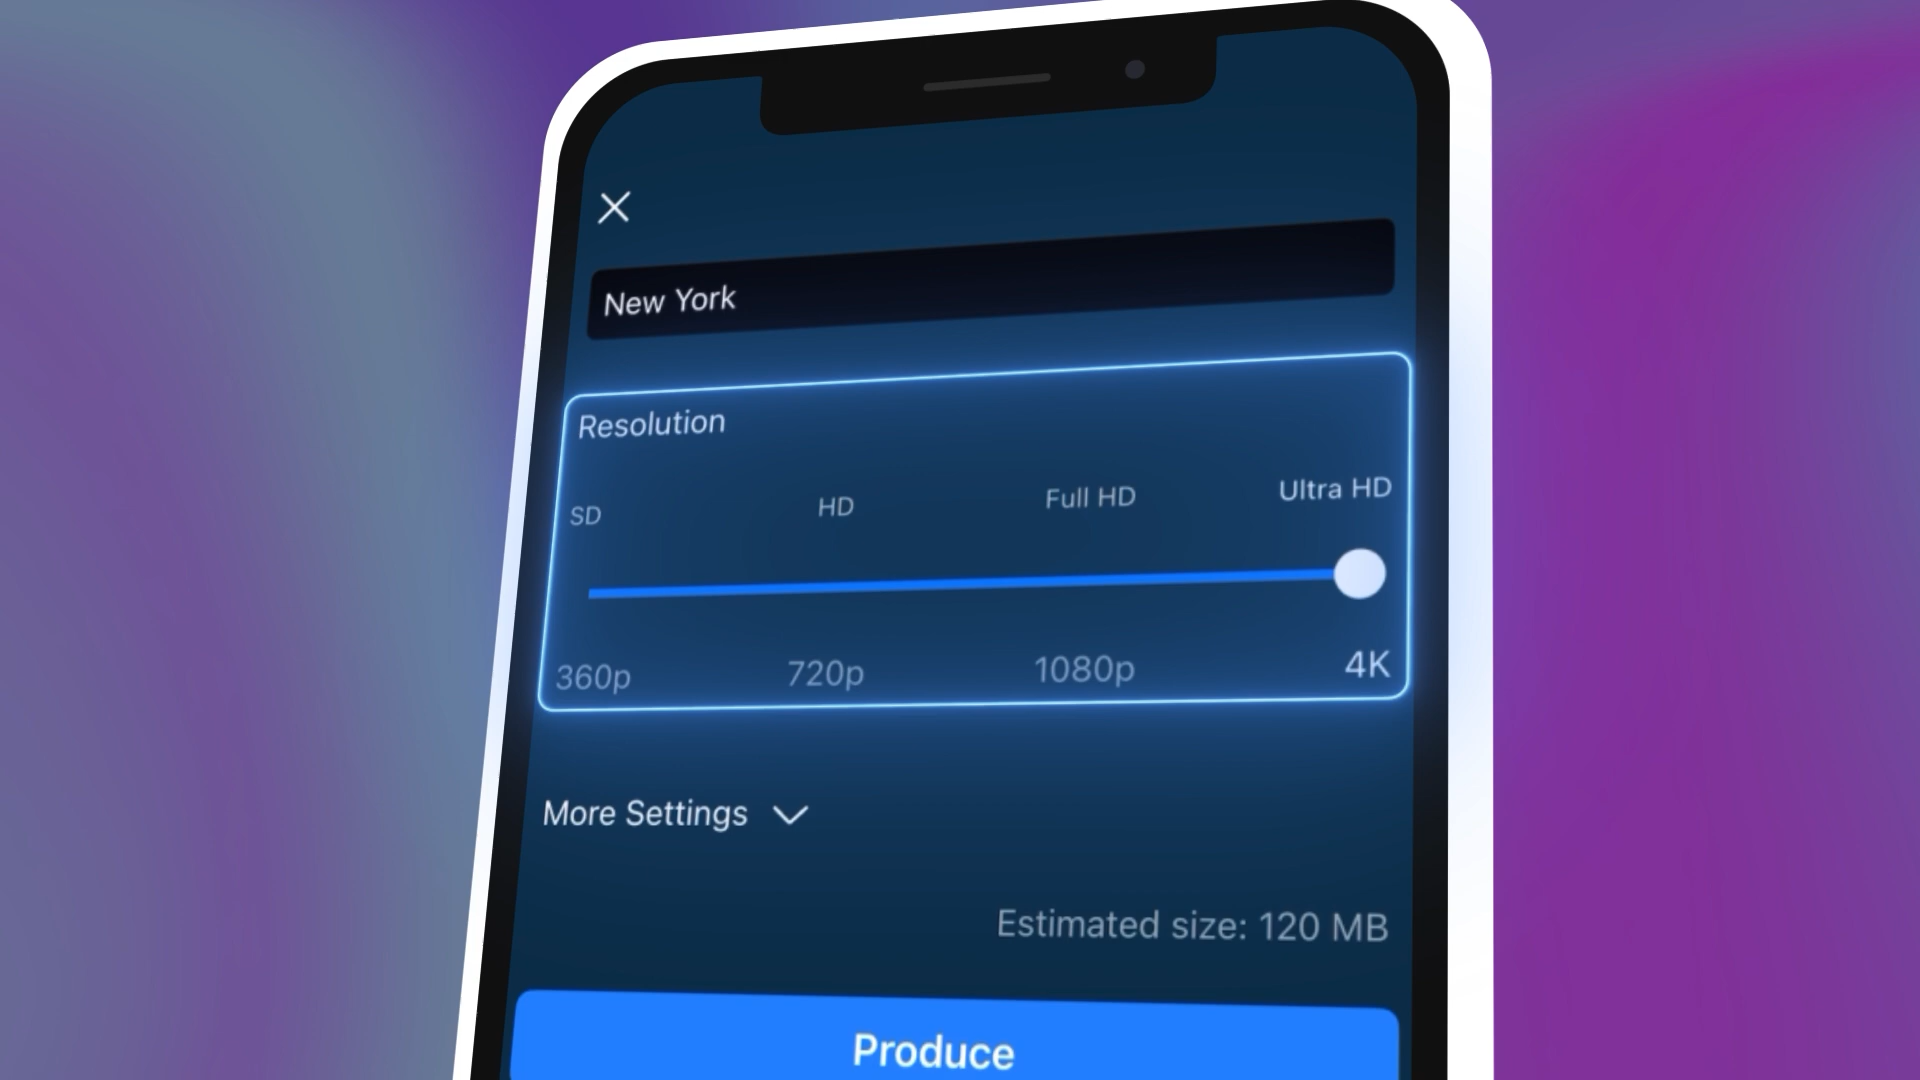 New York
Resolution
SD HD Full HD Ultra HD
360p 720p 1080p 4K
More Settings
Estimated size: 120 MB
Produce